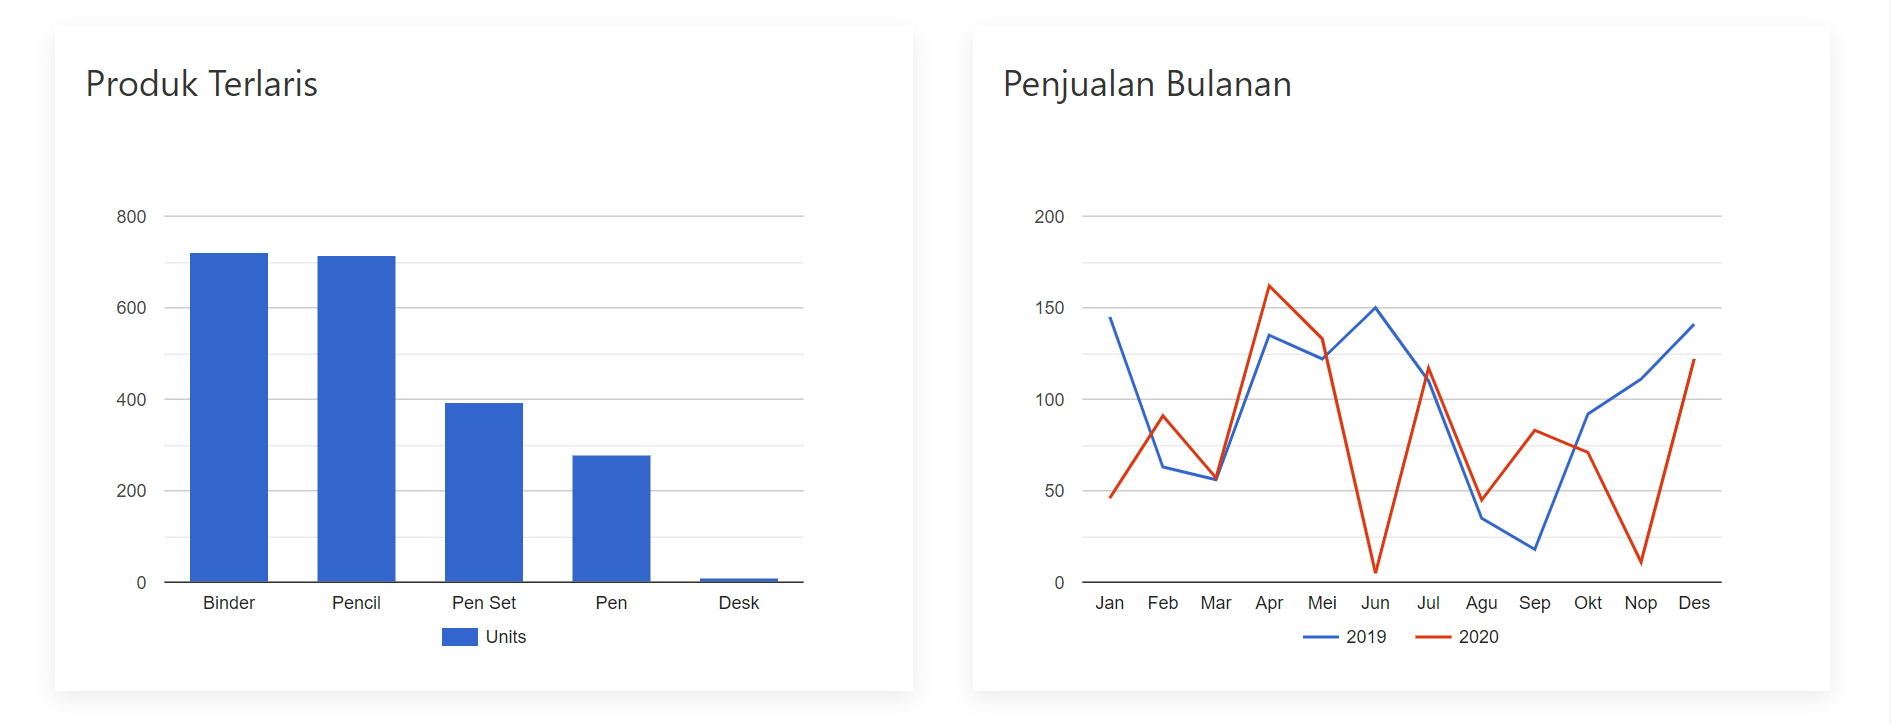 Produk Terlaris
800
600
400
200
0
Binder Pencil Pen Set Pen Desk
Units
Penjualan Bulanan
200
150
100
50
0
Jan Feb Mar Apr Mei Jun Jul Agu Sep Okt Nop Des
2019 2020